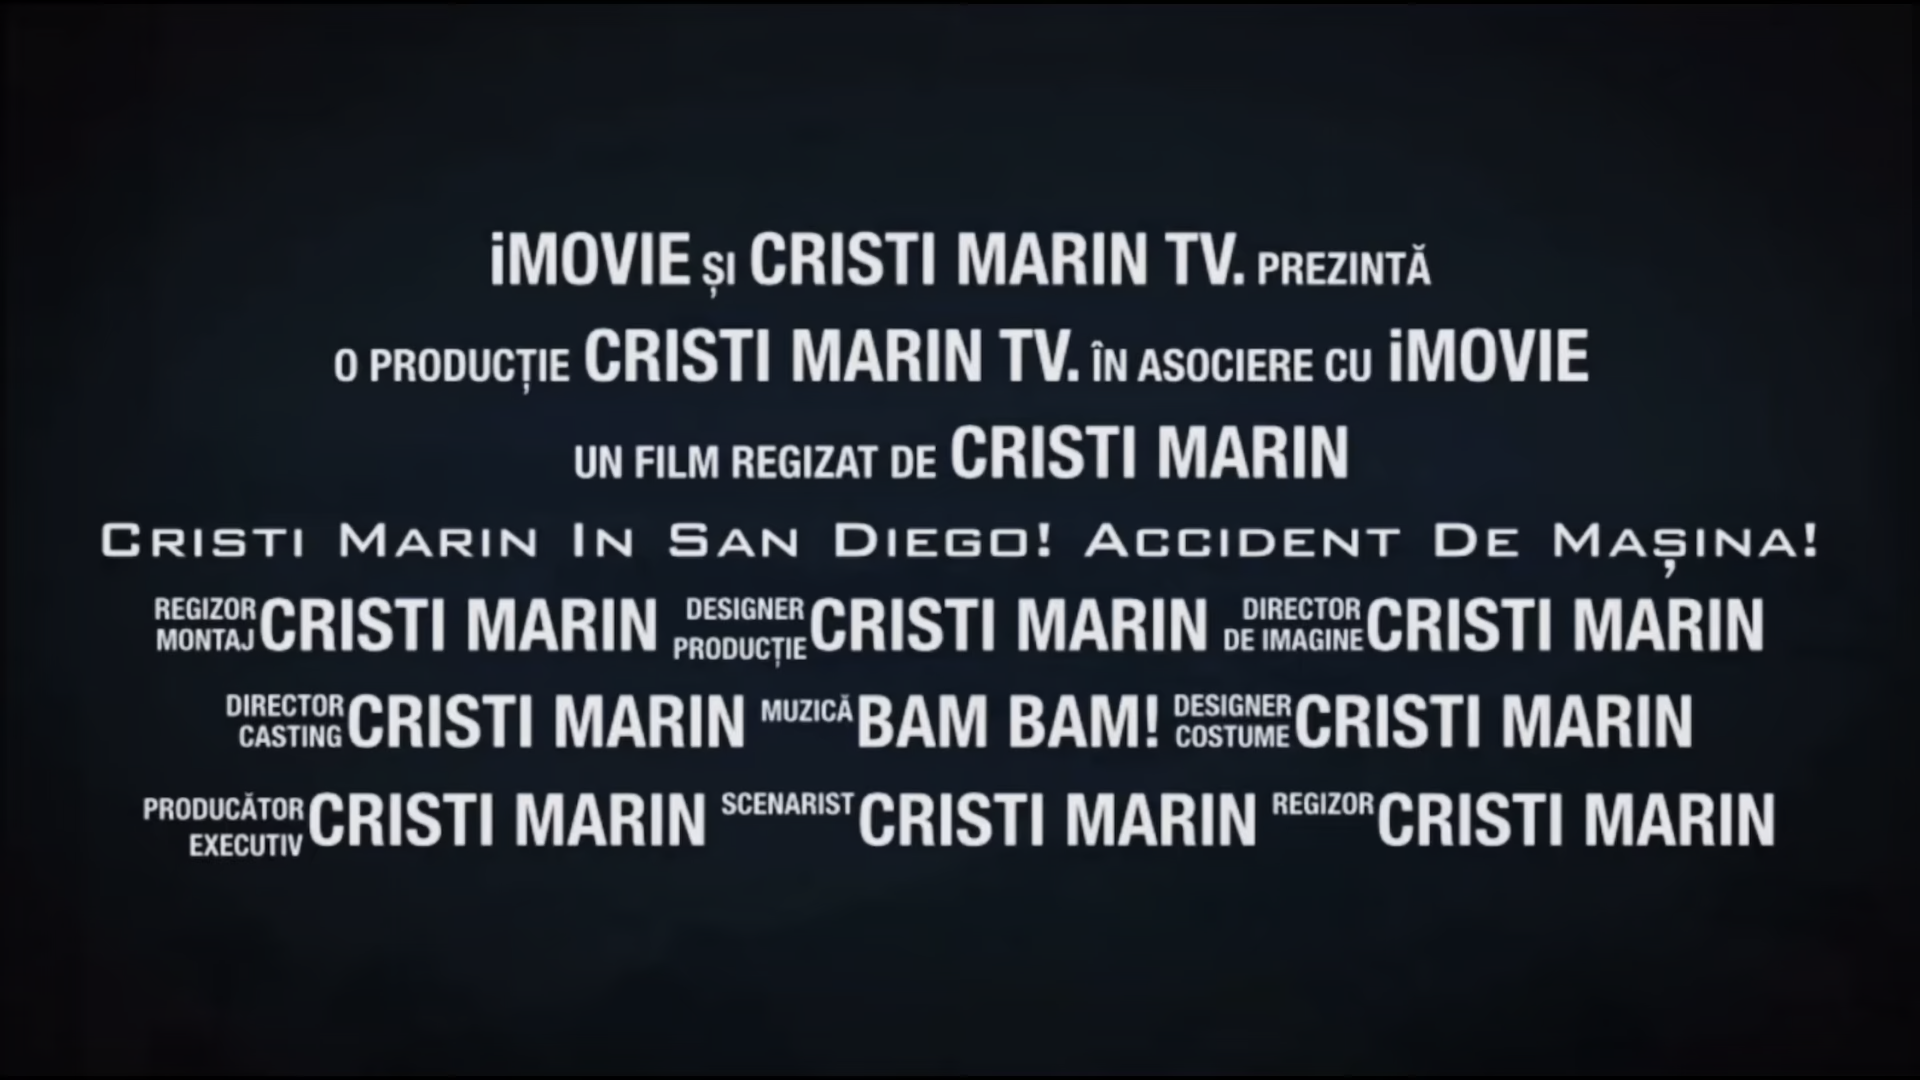 iMOVIE ȘI CRISTI MARIN TV. PREZINTĂ
O PRODUCȚIE CRISTI MARIN TV. ÎN ASOCIERE CU iMOVIE
UN FILM REGIZAT DE CRISTI MARIN
CRISTI MARIN IN SAN DIEGO! ACCIDENT DE MAȘINA!
REGIZOR MONTAJ CRISTI MARIN DESIGNER PRODUCȚIE CRISTI MARIN DIRECTOR DE IMAGINE CRISTI MARIN
DIRECTOR CASTING CRISTI MARIN MUZICĂ BAM BAM! DESIGNER COSTUME CRISTI MARIN
PRODUCĂTOR EXECUTIV CRISTI MARIN SCENARIST CRISTI MARIN REGIZOR CRISTI MARIN